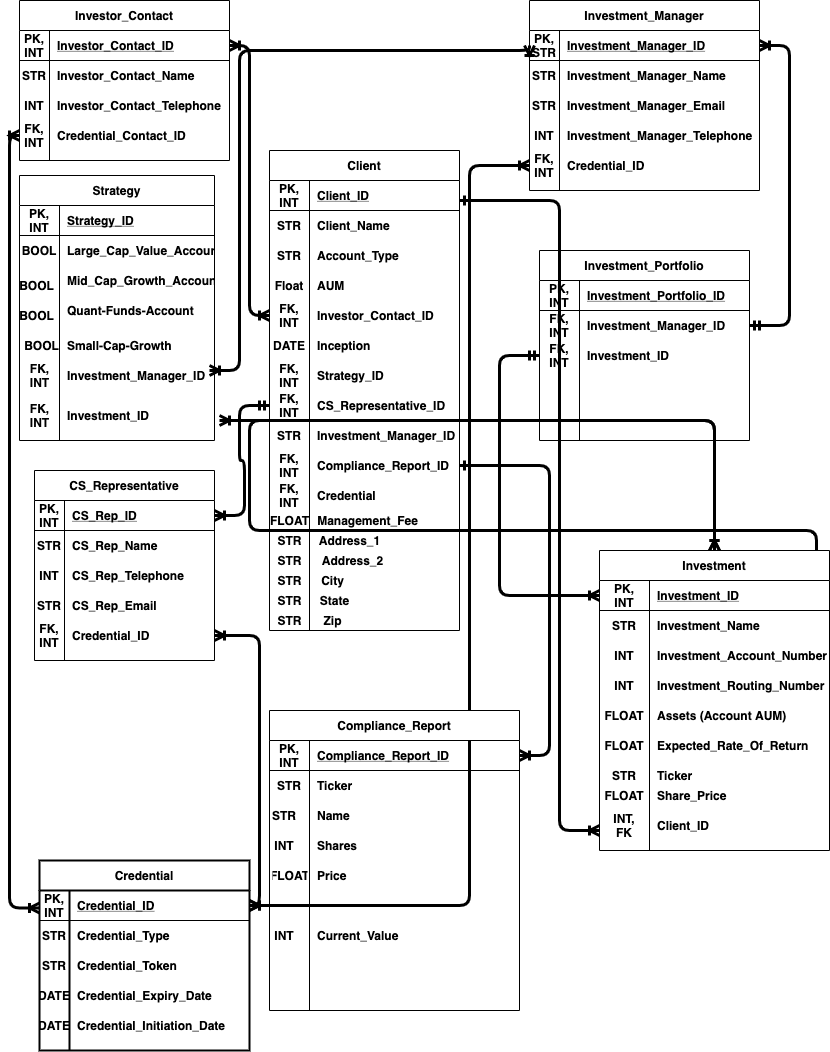 Investor_Contact
PK, INT Investor_Contact_ID
STR Investor_Contact_Name
INT Investor_Contact_Telephone
FK, INT Credential_Contact_ID
Investment_Manager
PK, STR Investment_Manager_ID
STR Investment_Manager_Name
STR Investment_Manager_Email
INT Investment_Manager_Telephone
FK, INT Credential_ID
Strategy
PK, INT Strategy_ID
BOOL Large_Cap_Value_Accour
BOOL Mid_Cap_Growth_Accour
BOOL Quant-Funds-Account
BOOL Small-Cap-Growth
FK, INT Investment_Manager_ID
FK, INT Investment_ID
Client
PK, INT Client_ID
STR Client_Name
STR Account_Type
Float AUM
FK, INT Investor_Contact_ID
DATE Inception
FK, INT Strategy_ID
FK, INT CS_Representative_ID
STR Investment_Manager_ID
FK, INT Compliance_Report_ID
FK, INT Credential
FLOAT Management_Fee
STR Address_1
STR Address_2
STR City
STR State
STR Zip
Investment_Portfolio
PK, INT Investment_Portfolio_ID
FK, INT Investment_Manager_ID
FK, INT Investment_ID
CS_Representative
PK, INT CS_Rep_ID
STR CS_Rep_Name
INT CS_Rep_Telephone
STR CS_Rep_Email
FK, INT Credential_ID
Investment
PK, INT Investment_ID
STR Investment_Name
INT Investment_Account_Number
INT Investment_Routing_Number
FLOAT Assets (Account AUM)
FLOAT Expected_Rate_Of_Return
STR Ticker
FLOAT Share_Price
INT, FK Client_ID
Compliance_Report
PK, INT Compliance_Report_ID
STR Ticker
STR Name
INT Shares
FLOAT Price
INT Current_Value
Credential
PK, INT Credential_ID
STR Credential_Type
STR Credential_Token
DATE Credential_Expiry_Date
DATE Credential_Initiation_Date